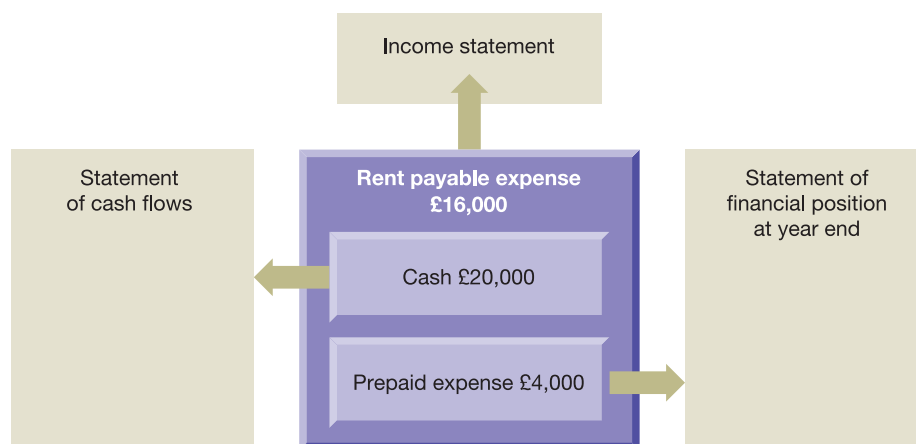 Income statement
Statement
of cash flows
Rent payable expense
£16,000
Cash £20,000
Prepaid expense £4,000
Statement of
financial position
at year end